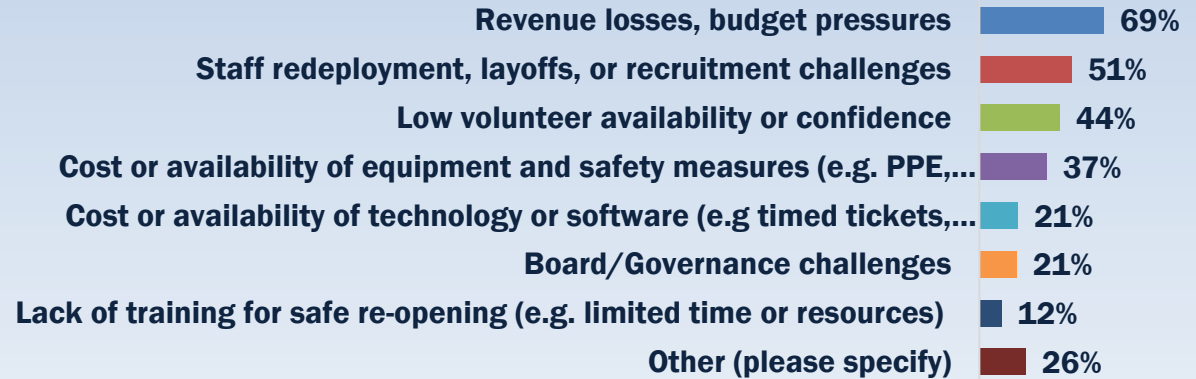 Revenue losses, budget pressures 69%
Staff redeployment, layoffs, or recruitment challenges 51%
Low volunteer availability or confidence 44%
Cost or availability of equipment and safety measures (e.g. PPE,... 37%
Cost or availability of technology or software (e.g timed tickets,... 21%
Board/Governance challenges 21%
Lack of training for safe re-opening (e.g. limited time or resources) 12%
Other (please specify) 26%